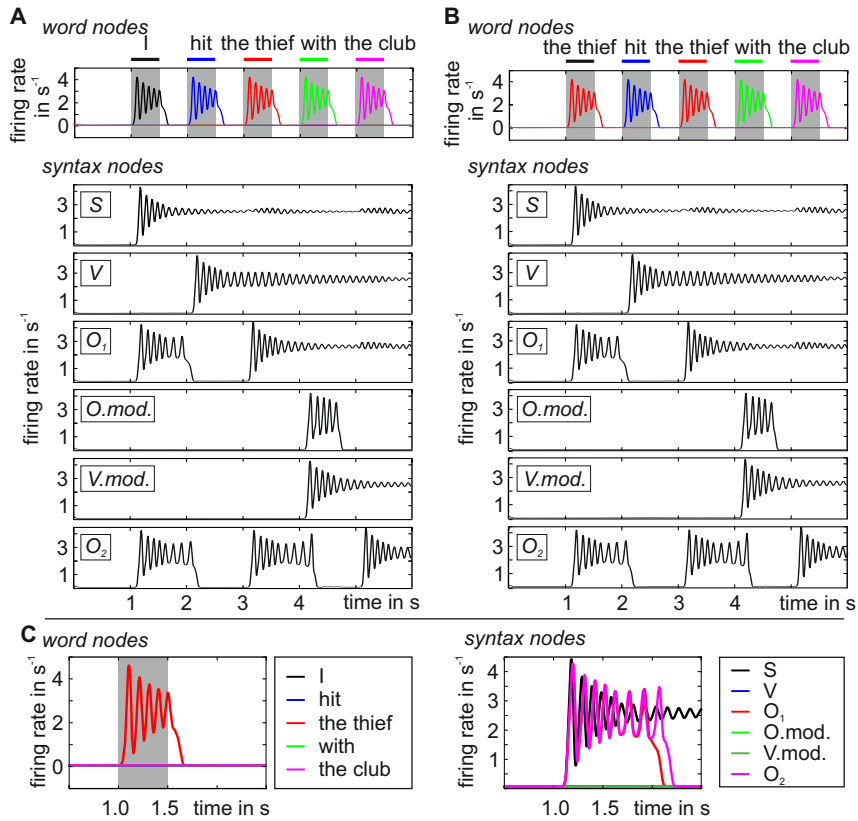 A
word nodes
I hit the thief with the club
firing rate
in s-1
4
2
0
syntax nodes
S
3
1
V
3
1
O1
3
1
O.mod.
3
1
V.mod.
3
1
O2
3
1
firing rate in s-1
1 2 3 4 time in s
B
word nodes
the thief hit the thief with the club
firing rate
in s-1
4
2
0
syntax nodes
S
3
1
V
3
1
O1
3
1
O.mod.
3
1
V.mod.
3
1
O2
3
1
firing rate in s-1
1 2 3 4 time in s
C
word nodes
firing rate in s-1
4
2
0
1.0 1.5 time in s
I
hit
the thief
with
the club
syntax nodes
firing rate in s-1
4
3
2
1
1.0 1.5 time in s
S
V
O1
O.mod.
V.mod.
O2